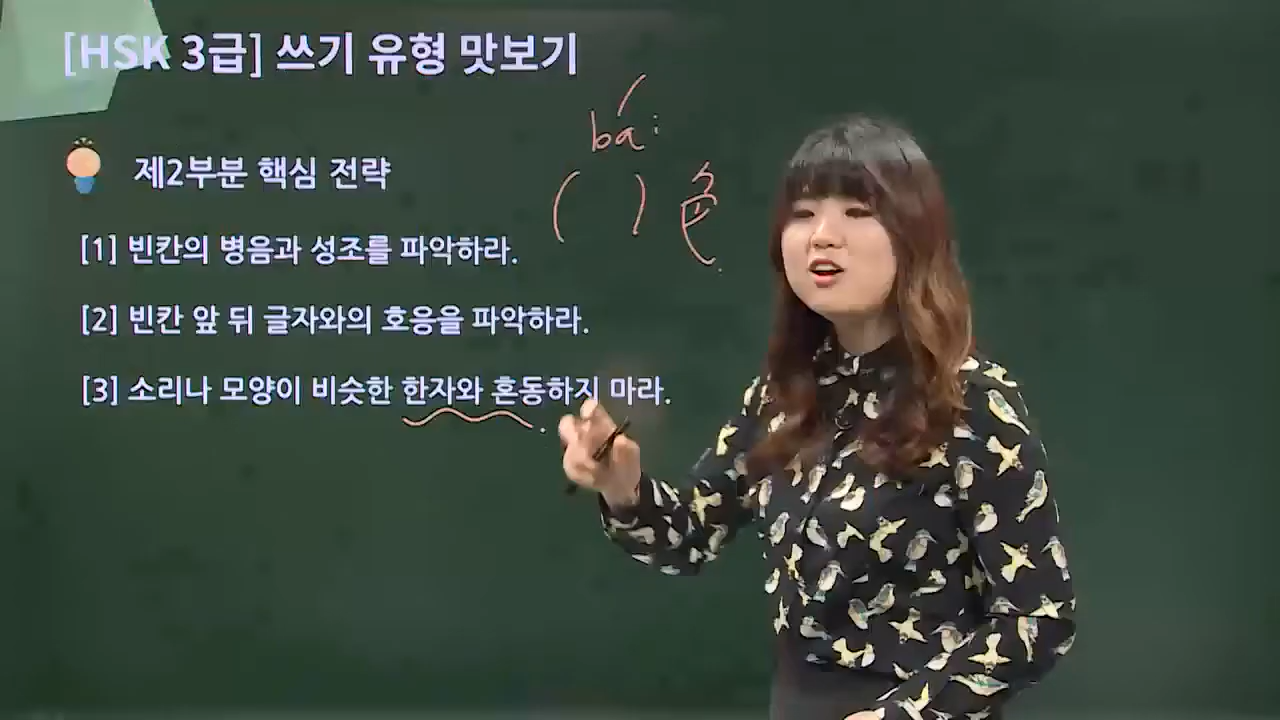 [HSK 3급] 쓰기 유형 맛보기
bái
( ) 色
제2부분 핵심 전략
[1] 빈칸의 병음과 성조를 파악하라.
[2] 빈칸 앞 뒤 글자와의 호응을 파악하라.
[3] 소리나 모양이 비슷한 한자와 혼동하지 마라.